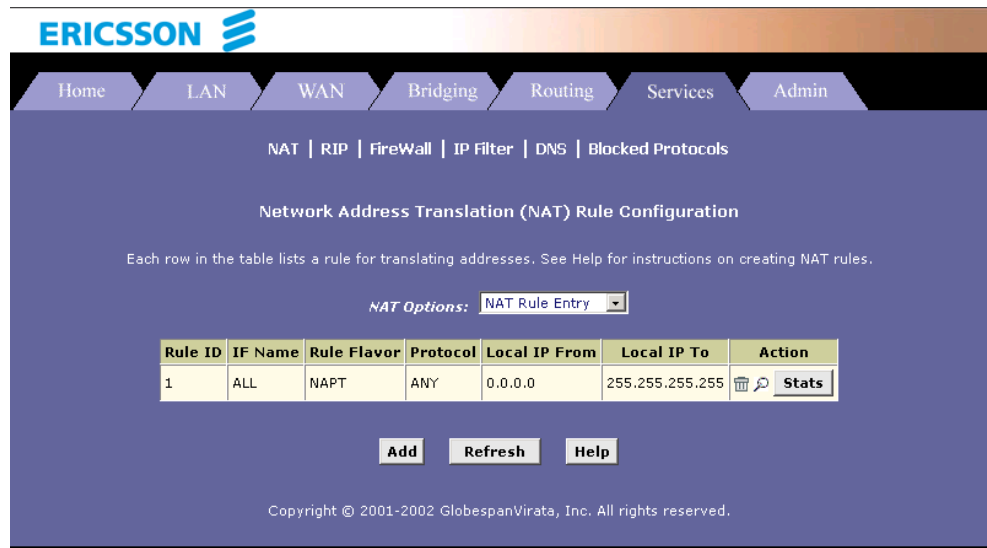 ERICSSON
Home LAN WAN Bridging Routing Services Admin
NAT | RIP | FireWall | IP Filter | DNS | Blocked Protocols
Network Address Translation (NAT) Rule Configuration
Each row in the table lists a rule for translating addresses. See Help for instructions on creating NAT rules.
NAT Options: NAT Rule Entry
Rule ID IF Name Rule Flavor Protocol Local IP From Local IP To Action
1 ALL NAPT ANY 0.0.0.0 255.255.255.255 Stats
Add Refresh Help
Copyright © 2001-2002 GlobespanVirata, Inc. All rights reserved.